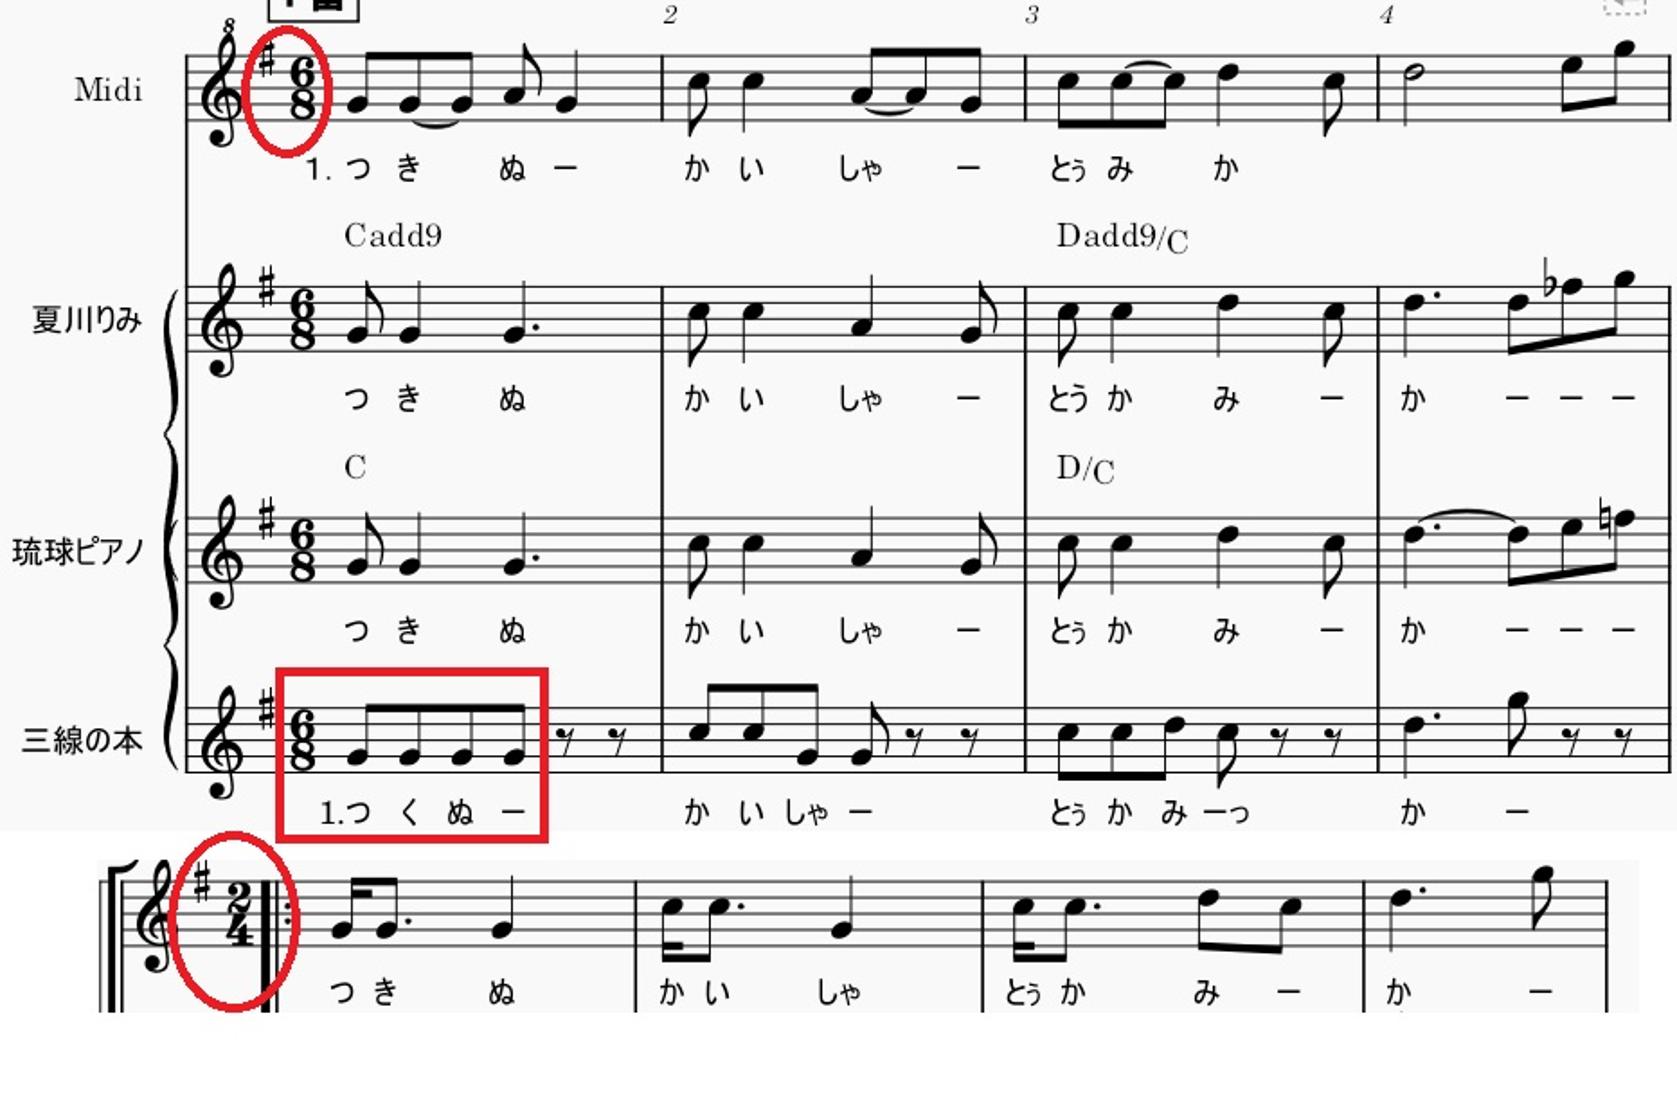 2 3 4
8
Midi 6 8
1. つ き ぬ ー か い しゃ ー とぅ み か
Cadd9 Dadd9/C
夏川りみ 6 8
つ き ぬ か い しゃ ー とう か み ー か ー ー ー
C D/C
琉球ピアノ 6 8
つ き ぬ か い しゃ ー とぅ か み ー か ー ー ー
三線の本 6 8
1.つ く ぬ ー か い しゃ ー とぅ か み ーっ か ー
2 4
つ き ぬ か い しゃ とぅ か み ー か ー